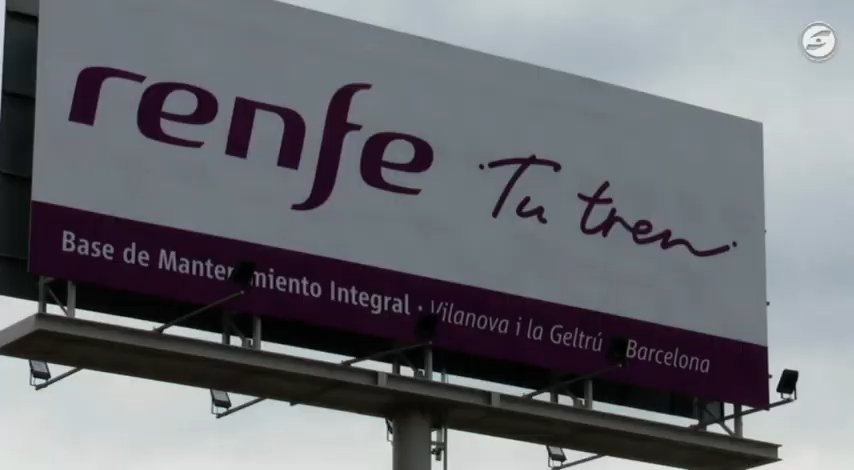 renfe Tu tren
Base de Mantenimiento Integral · Vilanova i la Geltrú Barcelona